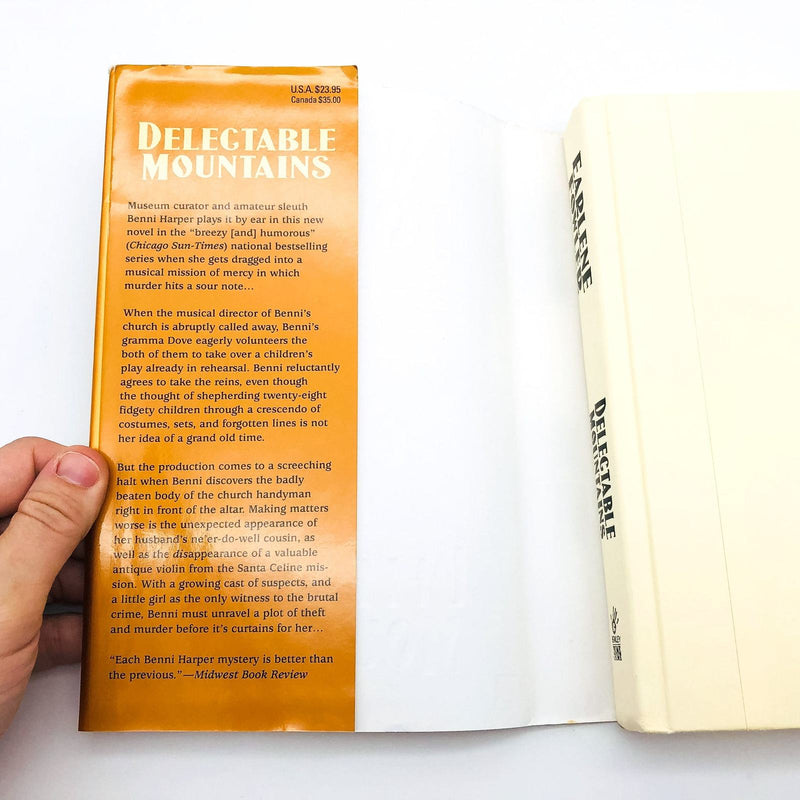 U.S.A. $23.95
Canada $35.00
DELECTABLE
MOUNTAINS
Museum curator and amateur sleuth
Benni Harper plays it by ear in this new
novel in the “breezy [and] humorous”
(Chicago Sun-Times) national bestselling
series when she gets dragged into a
musical mission of mercy in which
murder hits a sour note…
When the musical director of Benni’s
church is abruptly called away, Benni’s
gramma Dove eagerly volunteers the
both of them to take over a children’s
play already in rehearsal. Benni reluctantly
agrees to take the reins, even though
the thought of shepherding twenty-eight
fidgety children through a crescendo of
costumes, sets, and forgotten lines is not
her idea of a grand old time.
But the production comes to a screeching
halt when Benni discovers the badly
beaten body of the church handyman
right in front of the altar. Making matters
worse is the unexpected appearance of
her husband’s ne’er-do-well cousin, as
well as the disappearance of a valuable
antique violin from the Santa Celine mis-
sion. With a growing cast of suspects, and
a little girl as the only witness to the brutal
crime, Benni must unravel a plot of theft
and murder before it’s curtains for her…
“Each Benni Harper mystery is better than
the previous.”—Midwest Book Review
EARLENE
DELECTABLE
MOUNTAINS